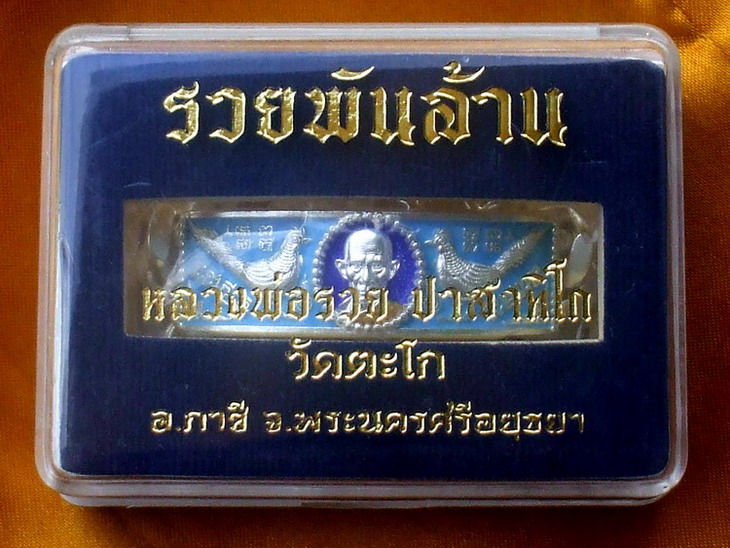 รวยพันล้าน
หลวงพ่อรวย ปาสาทิโก
วัดตะโก
อ.ภาชี จ.พระนครศรีอยุธยา